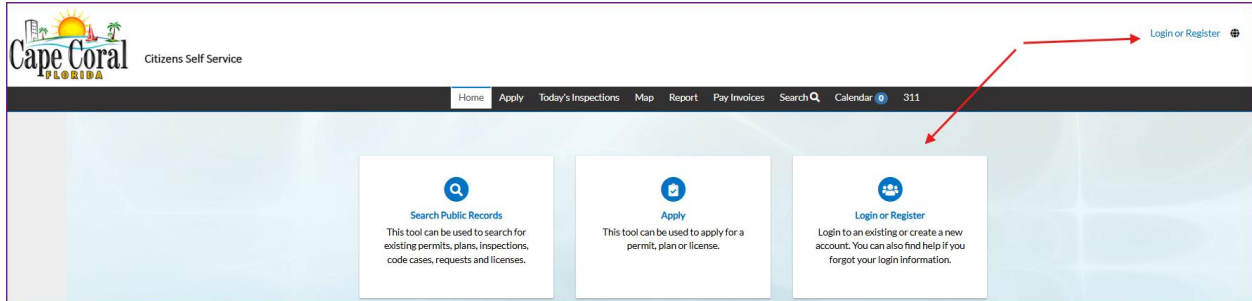 Cape Coral
FLORIDA
Citizens Self Service
Login or Register
Home Apply Today's Inspections Map Report Pay Invoices Search Calendar 0 311
Search Public Records
This tool can be used to search for
existing permits, plans, inspections,
code cases, requests and licenses.
Apply
This tool can be used to apply for a
permit, plan or license.
Login or Register
Login to an existing or create a new
account. You can also find help if you
forgot your login information.